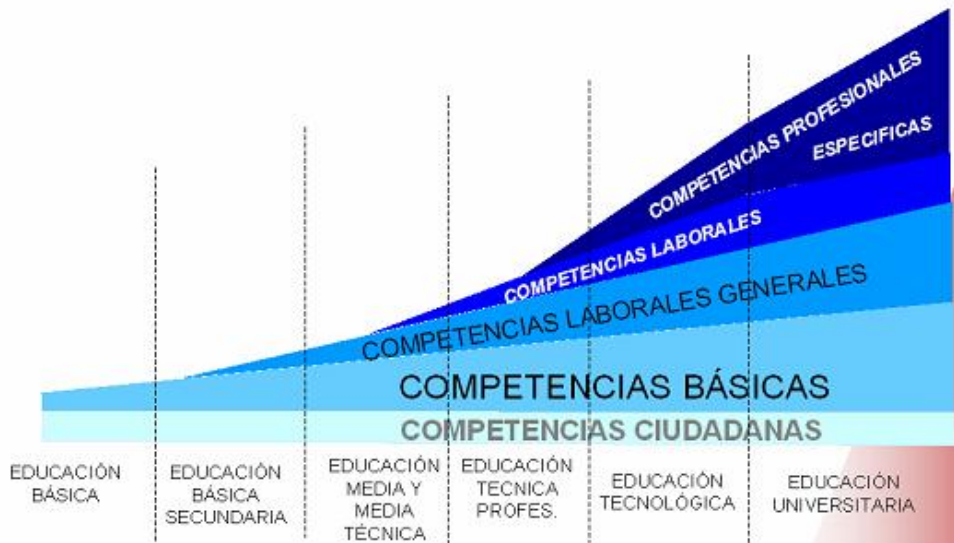 COMPETENCIAS PROFESIONALES
ESPECIFICAS
COMPETENCIAS LABORALES
COMPETENCIAS LABORALES GENERALES
COMPETENCIAS BÁSICAS
COMPETENCIAS CIUDADANAS
EDUCACIÓN
BÁSICA
EDUCACIÓN
BÁSICA
SECUNDARIA
EDUCACIÓN
MEDIA Y
MEDIA
TÉCNICA
EDUCACIÓN
TECNICA
PROFES.
EDUCACIÓN
TECNOLÓGICA
EDUCACIÓN
UNIVERSITARIA